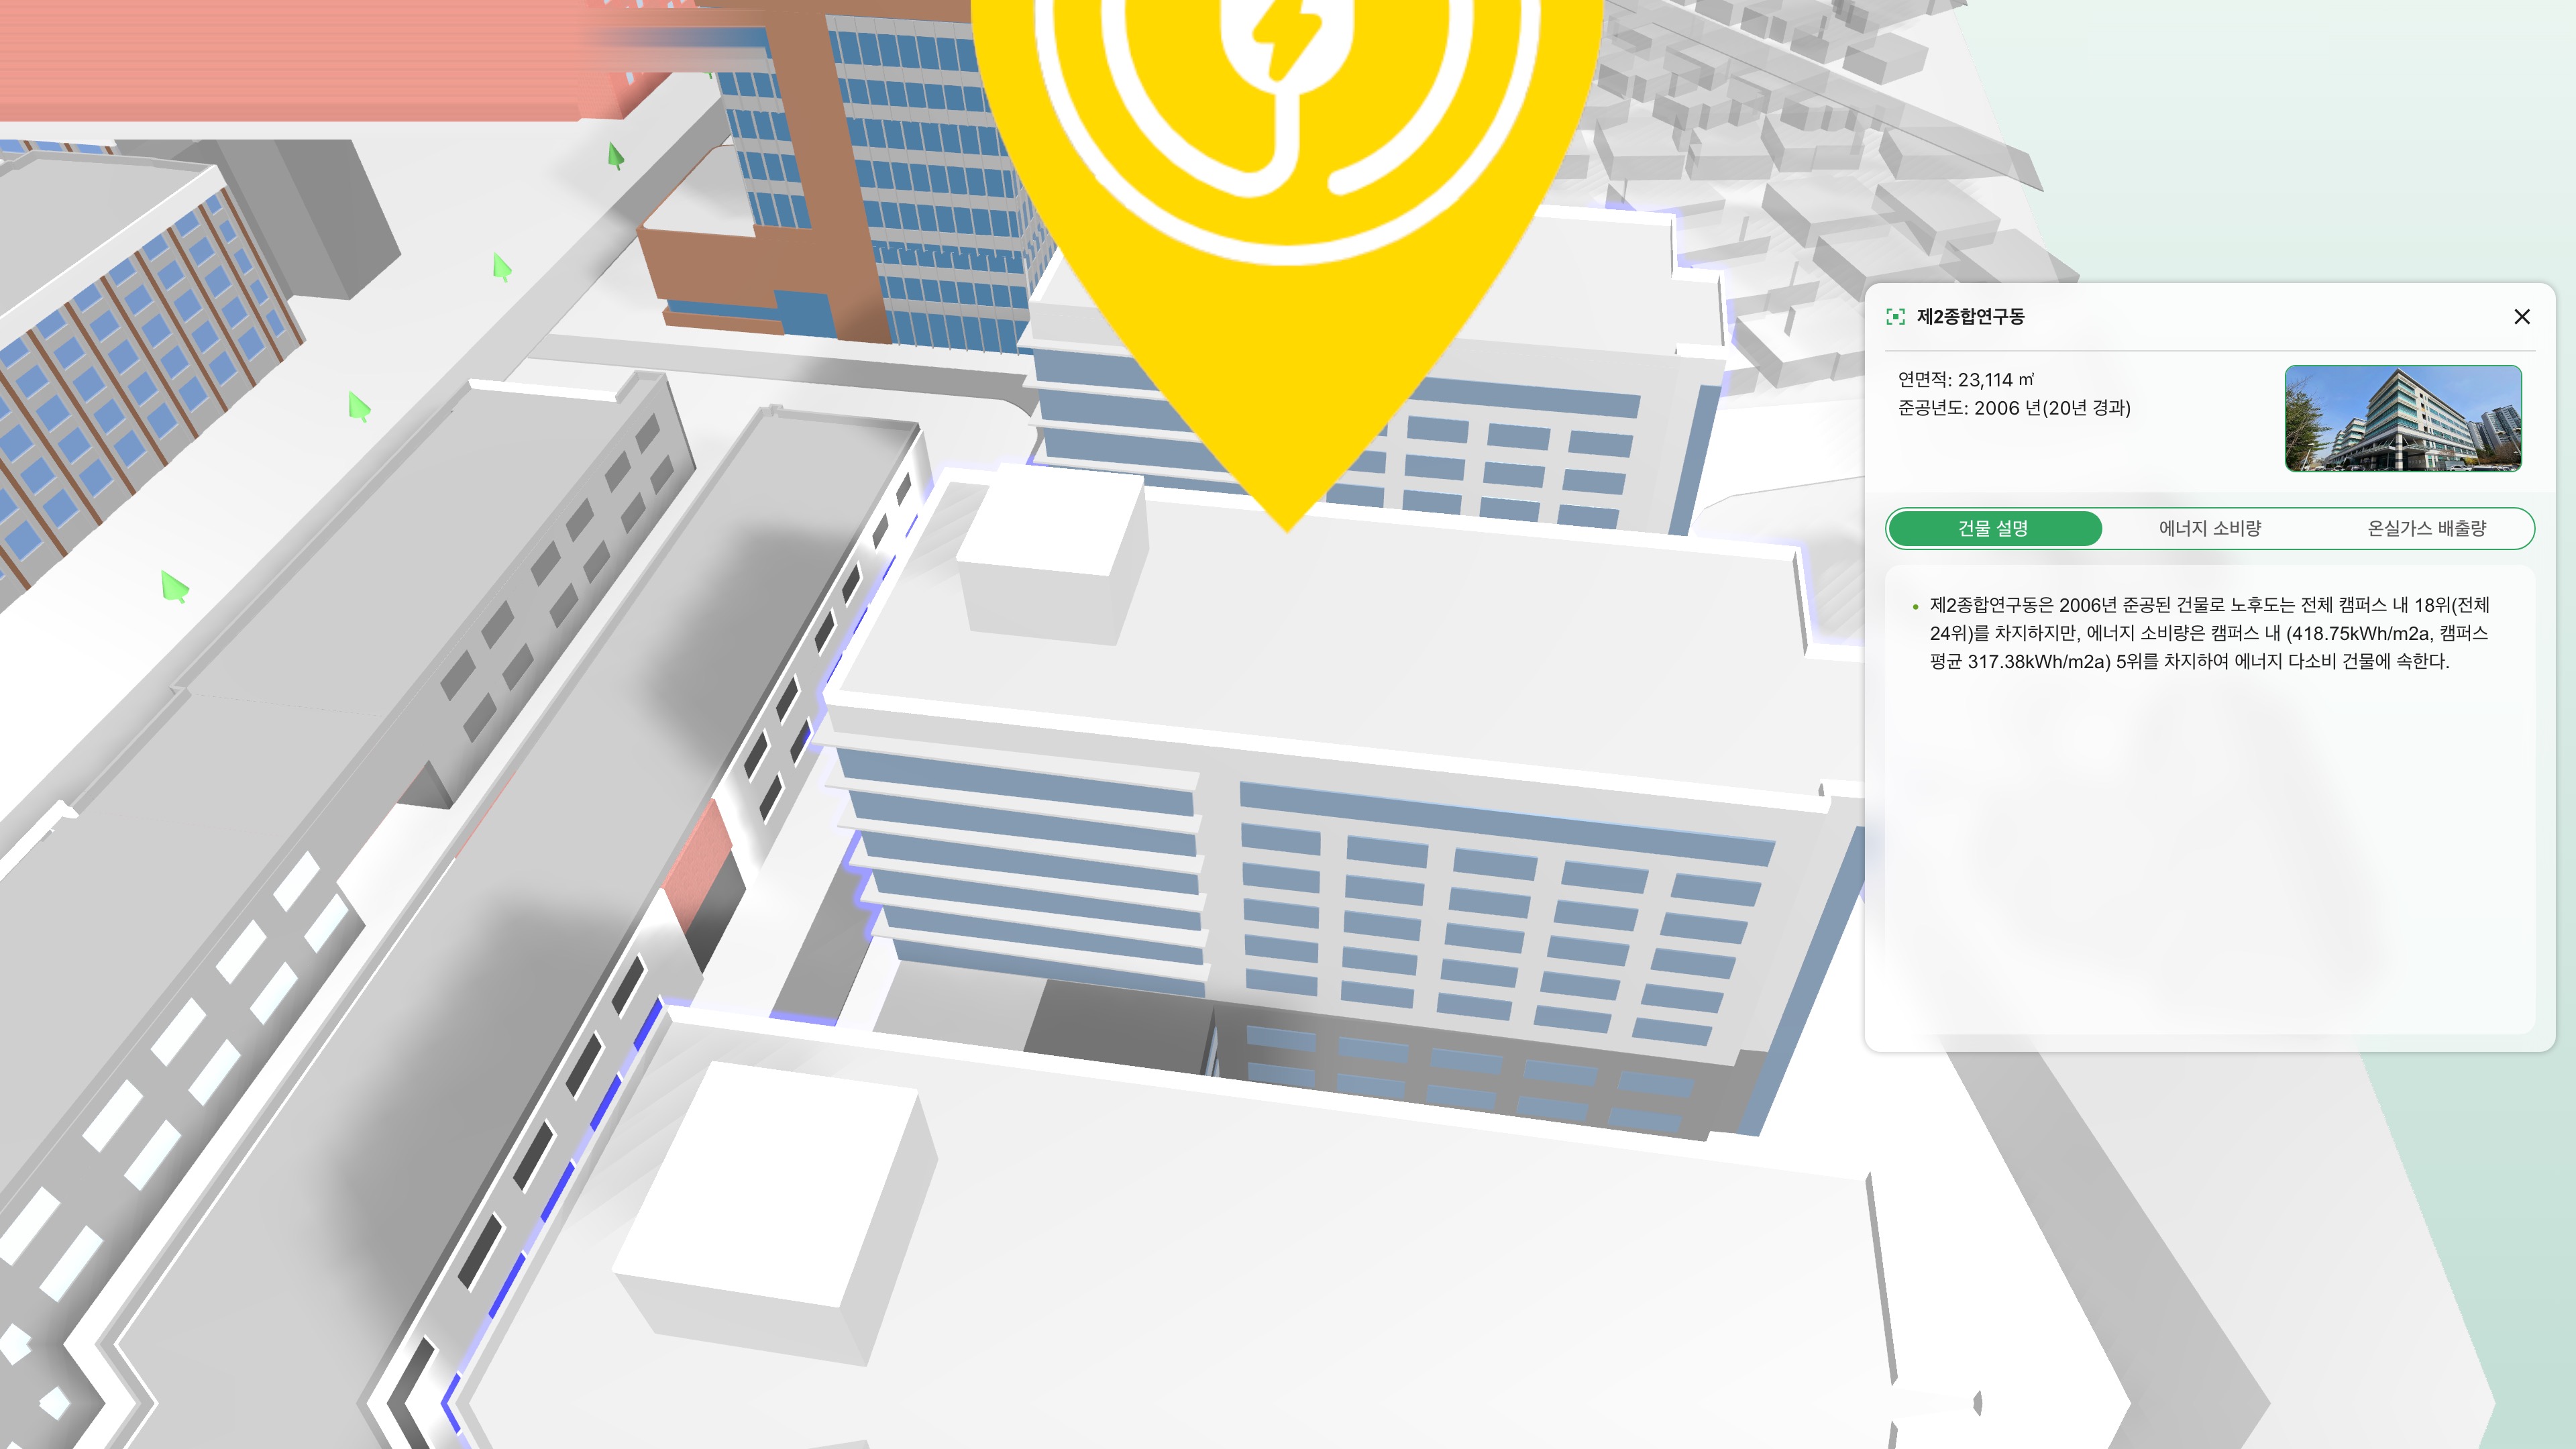 제2종합연구동
연면적: 23,114 ㎡
준공년도: 2006 년(20년 경과)
건물 설명
에너지 소비량
온실가스 배출량
제2종합연구동은 2006년 준공된 건물로 노후도는 전체 캠퍼스 내 18위(전체
24위)를 차지하지만, 에너지 소비량은 캠퍼스 내 (418.75kWh/m2a, 캠퍼스
평균 317.38kWh/m2a) 5위를 차지하여 에너지 다소비 건물에 속한다.